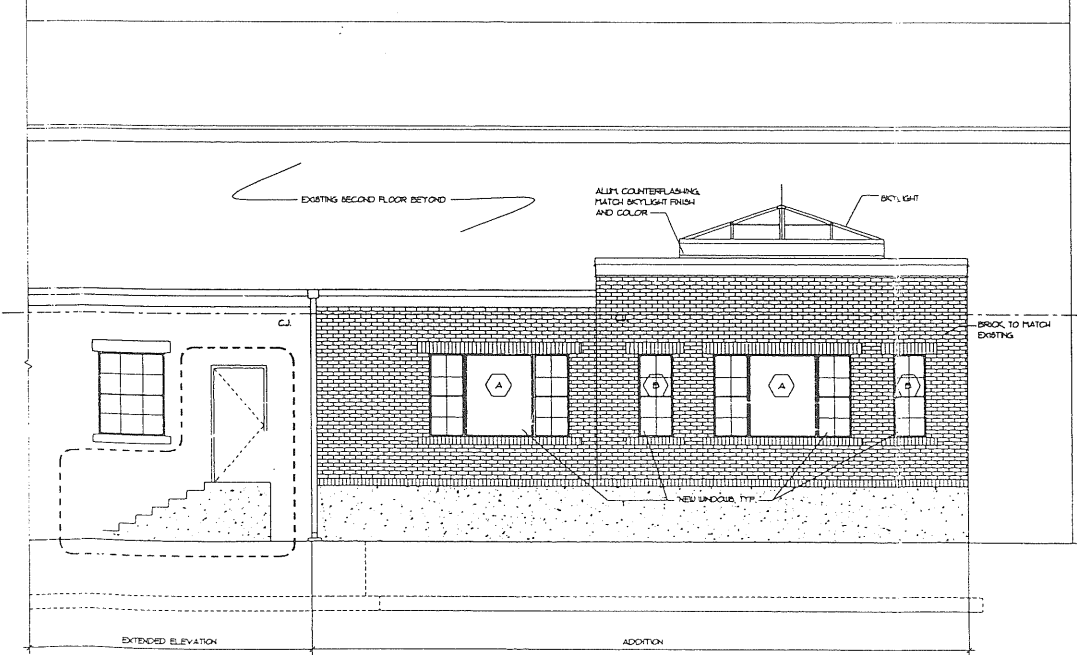 EXISTING SECOND FLOOR BEYOND
ALUM. COUNTERFLASHING,
MATCH SKYLIGHT FINISH
AND COLOR
SKYLIGHT
C.J.
C.J.
BRICK, TO MATCH
EXISTING
A
B
A
B
NEW WINDOWS, TYP.
EXTENDED ELEVATION
ADDITION